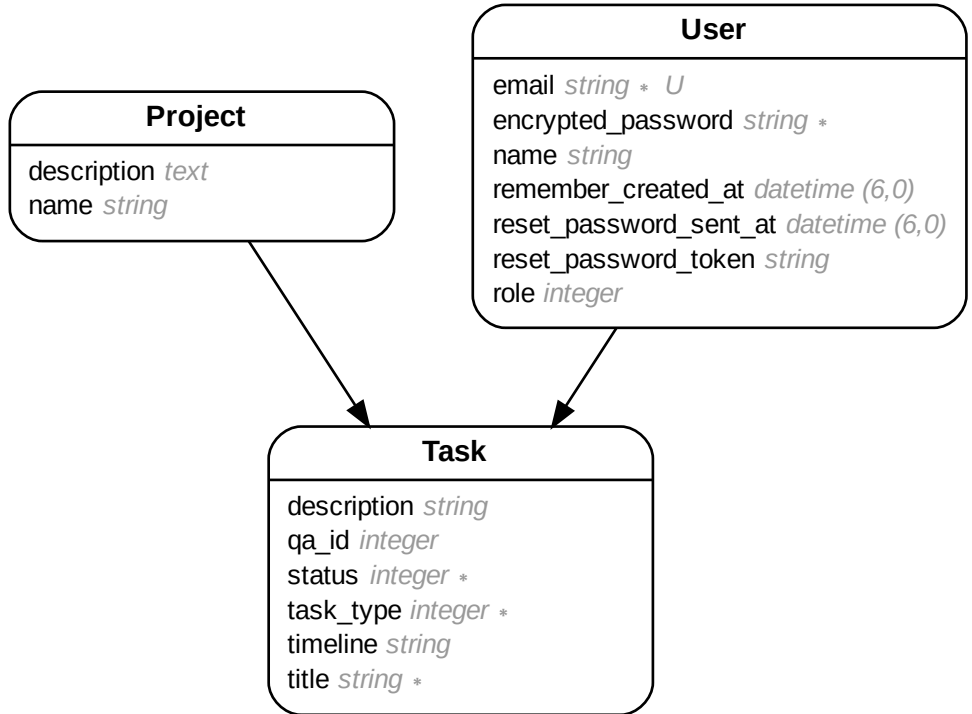 Project
description text
name string
User
email string * U
encrypted_password string *
name string
remember_created_at datetime (6,0)
reset_password_sent_at datetime (6,0)
reset_password_token string
role integer
Task
description string
qa_id integer
status integer *
task_type integer *
timeline string
title string *